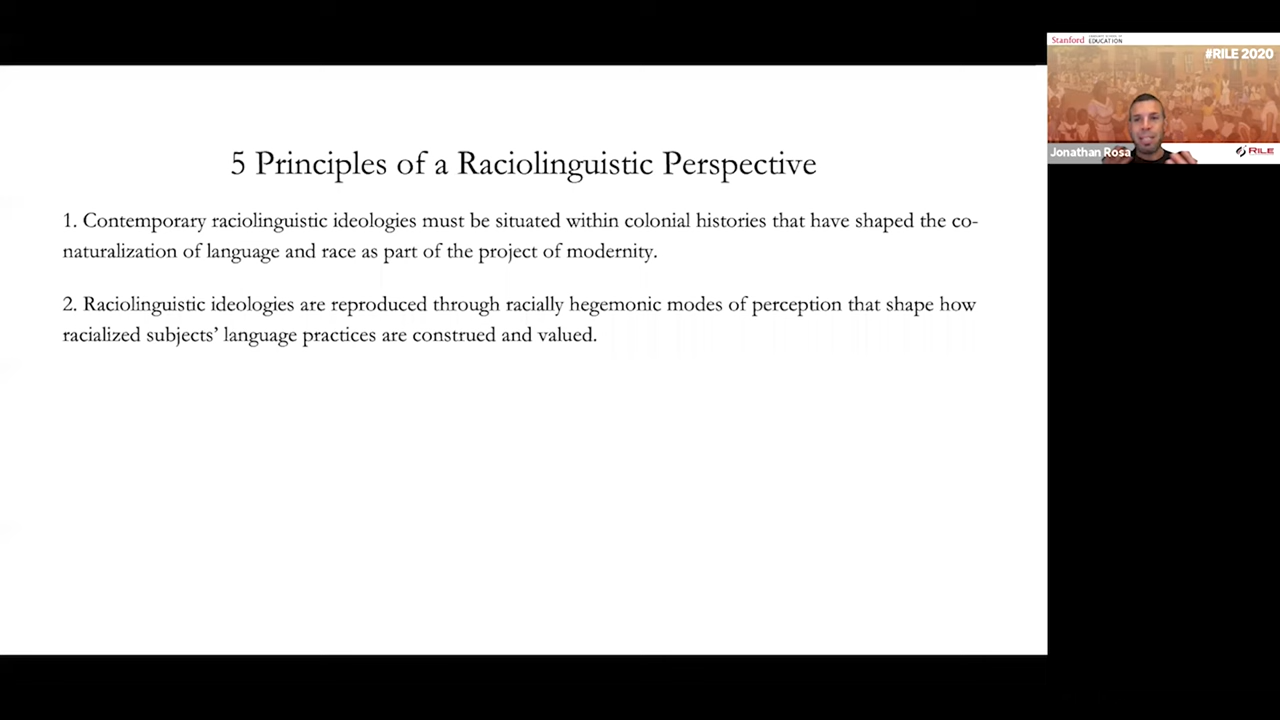 5 Principles of a Raciolinguistic Perspective
1. Contemporary raciolinguistic ideologies must be situated within colonial histories that have shaped the co-
naturalization of language and race as part of the project of modernity.
2. Raciolinguistic ideologies are reproduced through racially hegemonic modes of perception that shape how
racialized subjects’ language practices are construed and valued.
Stanford EDUCATION
#RILE 2020
Jonathan Rosa
RILE